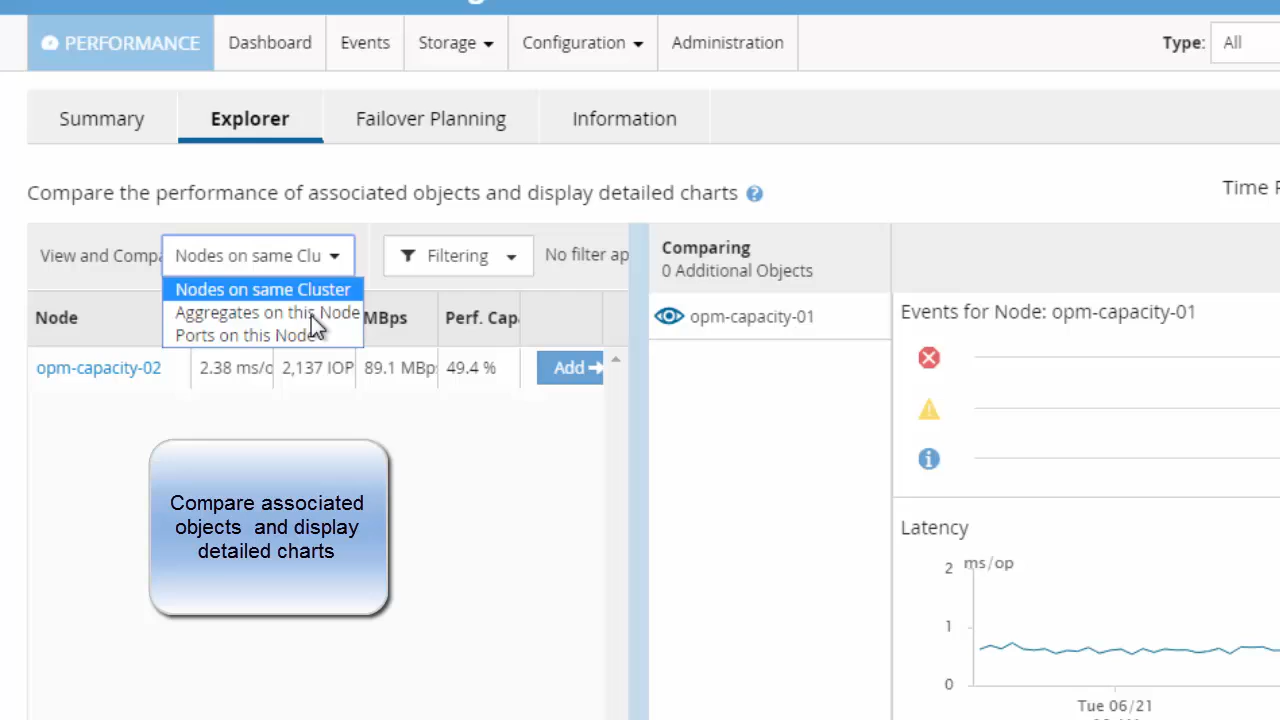 PERFORMANCE Dashboard Events Storage Configuration Administration Type: All
Summary Explorer Failover Planning Information
Compare the performance of associated objects and display detailed charts ?
Time
View and Compa Nodes on same Clu Filtering No filter ap
Nodes on same Cluster
Aggregates on this Node
Ports on this Node
Node MBps Perf. Cap
opm-capacity-02 2.38 ms/o 2,137 IOP 89.1 MBp 49.4 % Add
Compare associated
objects and display
detailed charts
Comparing
0 Additional Objects
opm-capacity-01
Events for Node: opm-capacity-01
Latency
ms/op
2
1
0
Tue 06/21